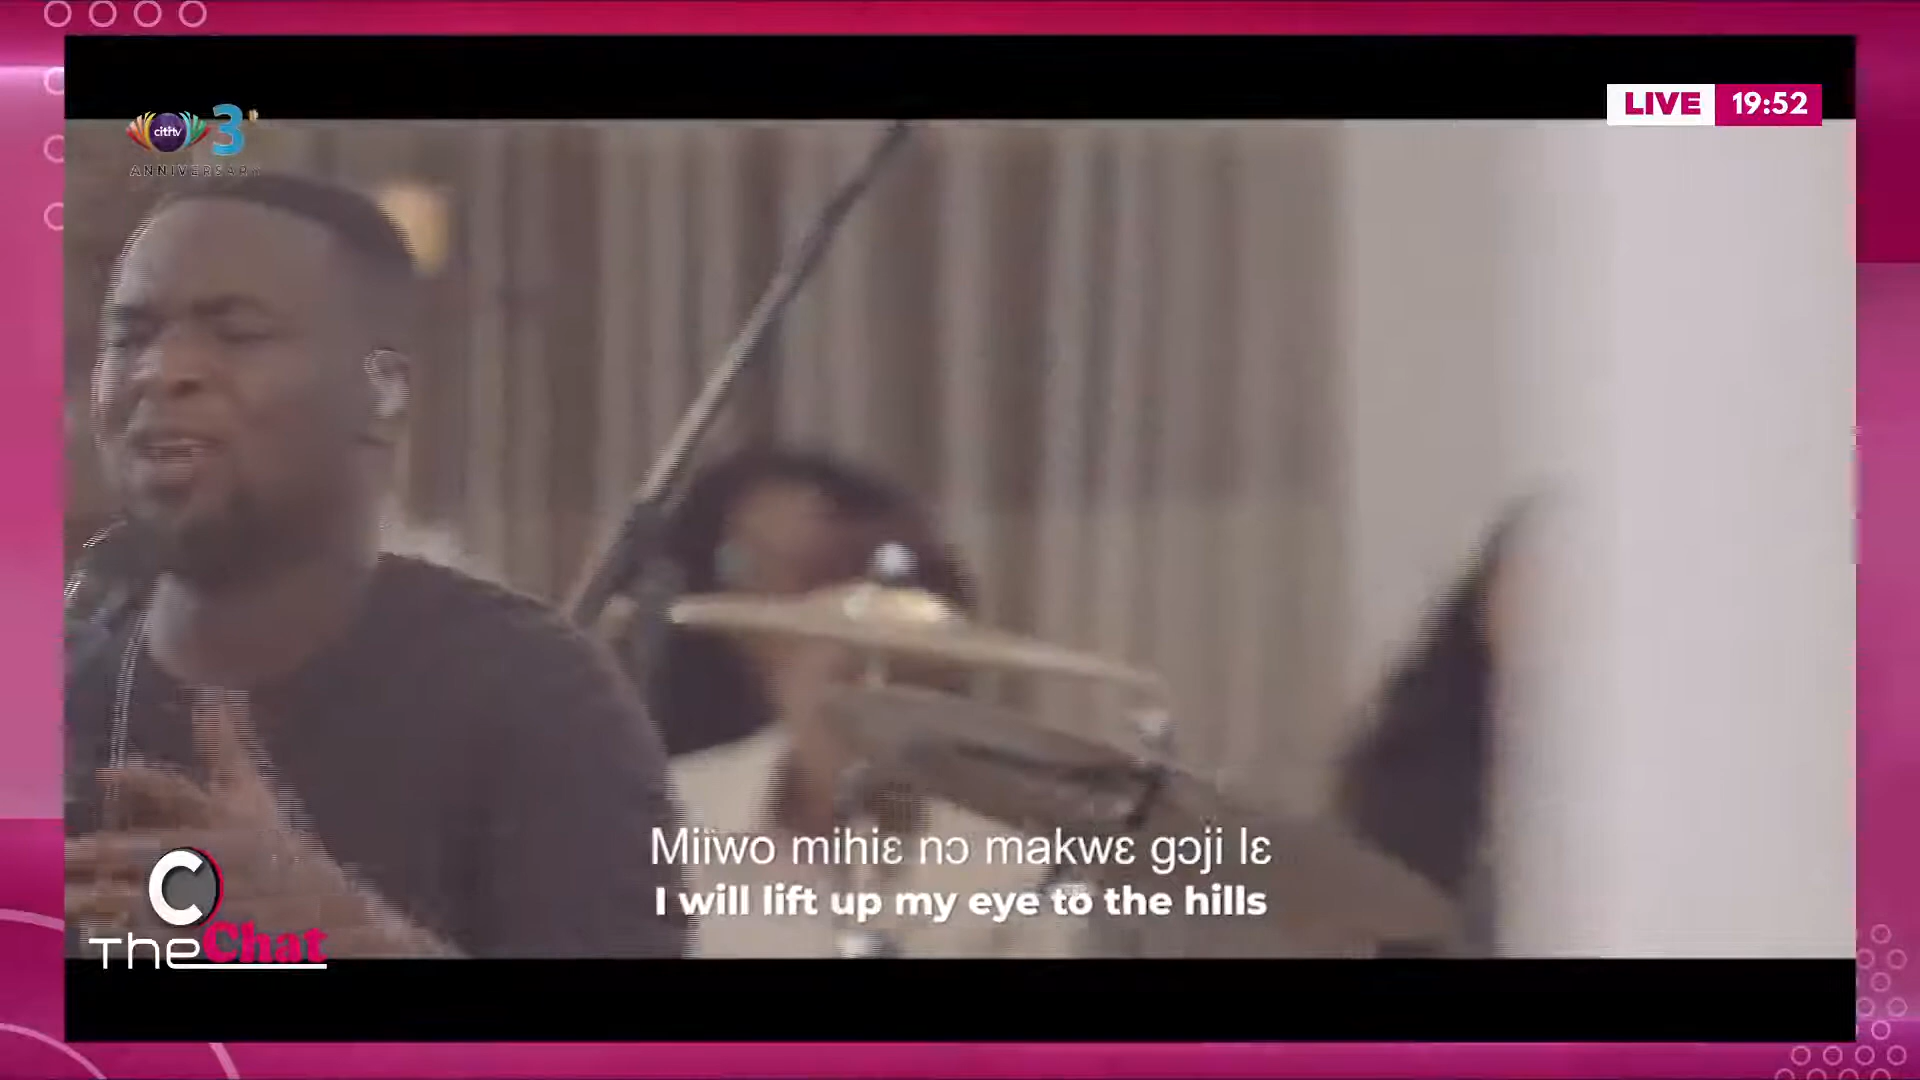 citi tv 3
ANNIVERSARY
LIVE 19:52
Miiwo mihiɛ nɔ makwɛ gɔji lɛ
I will lift up my eye to the hills
C
The Chat